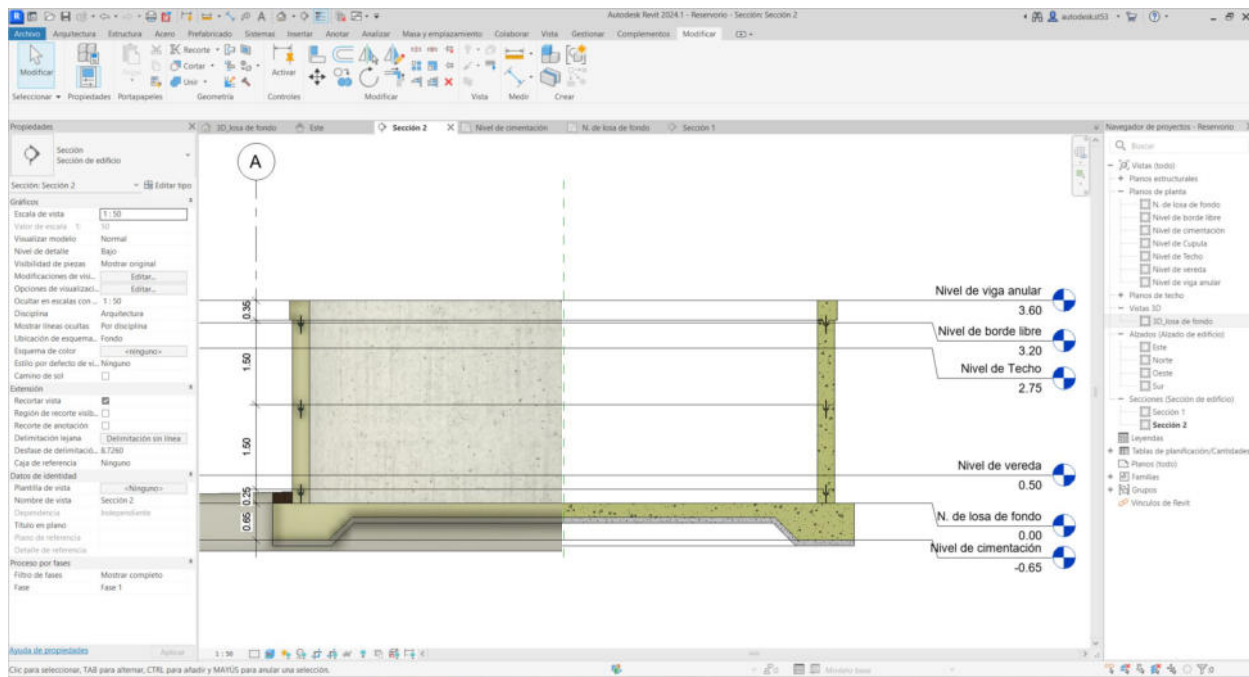 Autodesk Revit 2024.1 - Reservorio - Sección: Sección 2
autodeskut53
Archivo Arquitectura Estructura Acero Prefabricado Sistemas Insertar Anotar Analizar Masa y emplazamiento Colaborar Vista Gestionar Complementos Modificar
Modificar
Recorte
Cortar
Unir
Activar
Seleccionar Propiedades Portapapeles Geometría Controles Modificar Vista Medir Crear
Propiedades
3D_losa de fondo Este Sección 2 Nivel de cimentación N. de losa de fondo Sección 1
Navegador de proyectos - Reservorio
Sección
Sección de edificio
Sección: Sección 2 Editar tipo
Gráficos
Escala de vista 1 : 50
Valor de escala 1: 50
Visualizar modelo Normal
Nivel de detalle Bajo
Visibilidad de piezas Mostrar original
Modificaciones de visi... Editar...
Opciones de visualizaci... Editar...
Ocultar en escalas con ... 1 : 50
Disciplina Arquitectura
Mostrar líneas ocultas Por disciplina
Ubicación de esquema... Fondo
Esquema de color <ninguno>
Estilo por defecto de vi... Ninguno
Camino de sol
Extensión
Recortar vista
Región de recorte visib...
Recorte de anotación
Delimitación lejana Delimitación sin línea
Desfase de delimitació... 8.7260
Caja de referencia Ninguno
Datos de identidad
Plantilla de vista <Ninguno>
Nombre de vista Sección 2
Dependencia Independiente
Título en plano
Plano de referencia
Detalle de referencia
Proceso por fases
Filtro de fases Mostrar completo
Fase Fase 1
Ayuda de propiedades Aplicar
A
0.35
1.50
1.50
0.25
0.65
Nivel de viga anular
3.60
Nivel de borde libre
3.20
Nivel de Techo
2.75
Nivel de vereda
0.50
N. de losa de fondo
0.00
Nivel de cimentación
-0.65
Buscar
Vistas (todo)
Planos estructurales
Planos de planta
N. de losa de fondo
Nivel de borde libre
Nivel de cimentación
Nivel de Cupula
Nivel de Techo
Nivel de vereda
Nivel de viga anular
Planos de techo
Vistas 3D
3D_losa de fondo
Alzados (Alzado de edificio)
Este
Norte
Oeste
Sur
Secciones (Sección de edificio)
Sección 1
Sección 2
Leyendas
Tablas de planificación/Cantidades
Planos (todo)
Familias
Grupos
Vínculos de Revit
1 : 50
Clic para seleccionar, TAB para alternar, CTRL para añadir y MAYÚS para anular una selección.
Modelo base